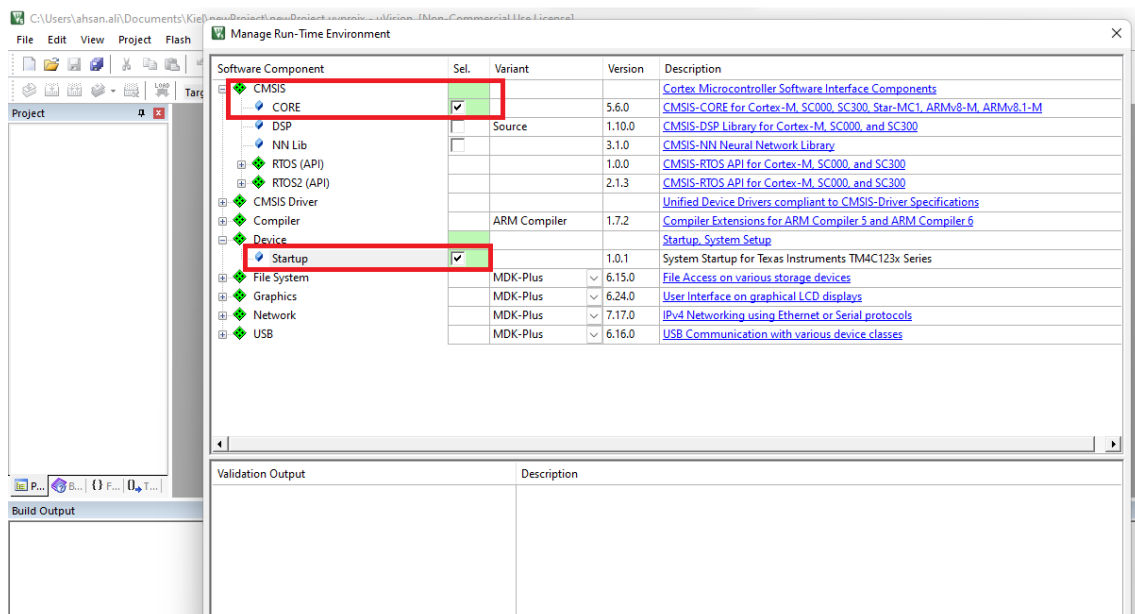 C:\Users\ahsan.ali\Documents\Kiel\newProject\newProject.uvprojx - uVision [Non-Commercial Use License]
File Edit View Project Flash
Manage Run-Time Environment
LOAD Targ
Project
Software Component Sel. Variant Version Description
CMSIS Cortex Microcontroller Software Interface Components
CORE 5.6.0 CMSIS-CORE for Cortex-M, SC000, SC300, Star-MC1, ARMv8-M, ARMv8.1-M
DSP Source 1.10.0 CMSIS-DSP Library for Cortex-M, SC000, and SC300
NN Lib 3.1.0 CMSIS-NN Neural Network Library
RTOS (API) 1.0.0 CMSIS-RTOS API for Cortex-M, SC000, and SC300
RTOS2 (API) 2.1.3 CMSIS-RTOS API for Cortex-M, SC000, and SC300
CMSIS Driver Unified Device Drivers compliant to CMSIS-Driver Specifications
Compiler ARM Compiler 1.7.2 Compiler Extensions for ARM Compiler 5 and ARM Compiler 6
Device Startup, System Setup
Startup 1.0.1 System Startup for Texas Instruments TM4C123x Series
File System MDK-Plus 6.15.0 File Access on various storage devices
Graphics MDK-Plus 6.24.0 User Interface on graphical LCD displays
Network MDK-Plus 7.17.0 IPv4 Networking using Ethernet or Serial protocols
USB MDK-Plus 6.16.0 USB Communication with various device classes
Validation Output Description
P... B... {} F... 0 T...
Build Output